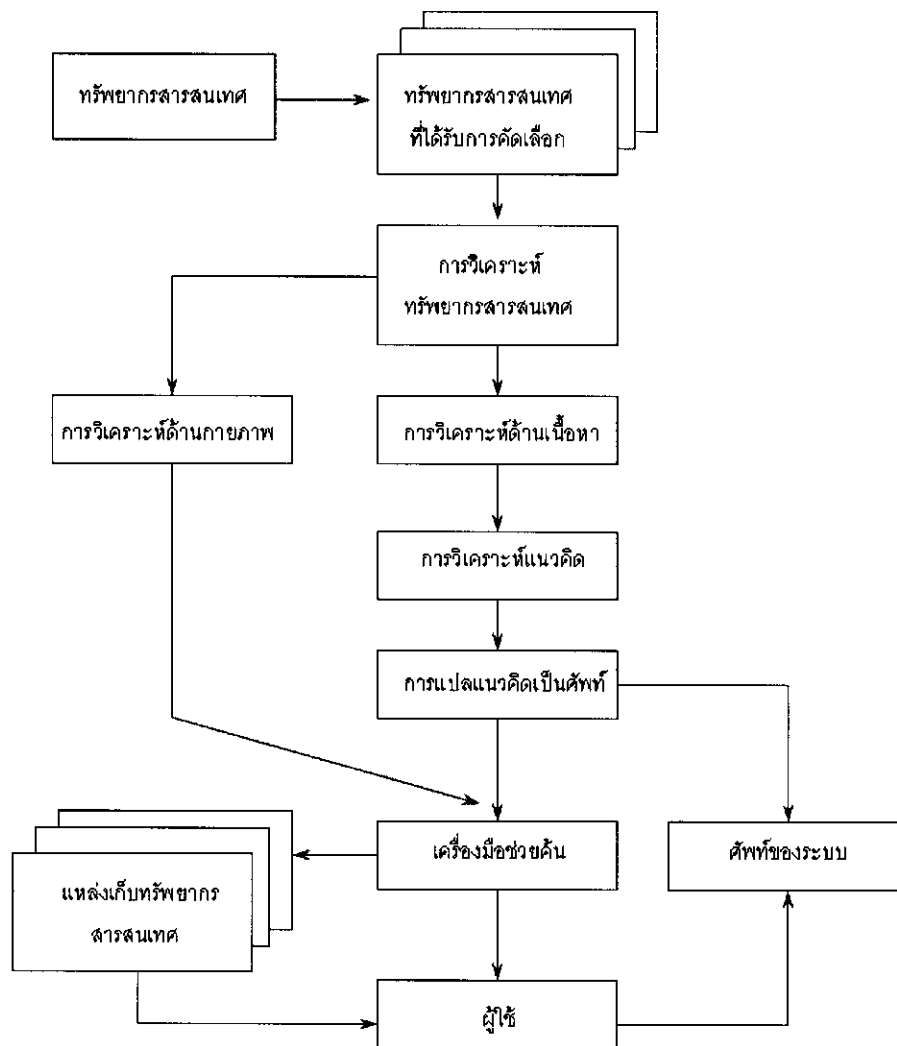 ทรัพยากรสารสนเทศ
ทรัพยากรสารสนเทศ
ที่ได้รับการคัดเลือก
การวิเคราะห์
ทรัพยากรสารสนเทศ
การวิเคราะห์ด้านกายภาพ
การวิเคราะห์ด้านเนื้อหา
การวิเคราะห์แนวคิด
การแปลแนวคิดเป็นศัพท์
เครื่องมือช่วยค้น
ศัพท์ของระบบ
แหล่งเก็บทรัพยากร
สารสนเทศ
ผู้ใช้